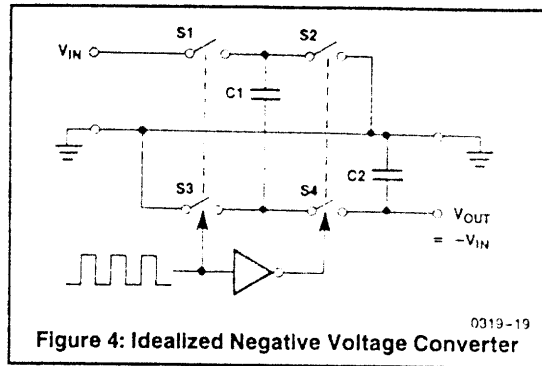 S1
S2
VIN
C1
C2
S3
S4
VOUT
= -VIN
0319-19
Figure 4: Idealized Negative Voltage Converter